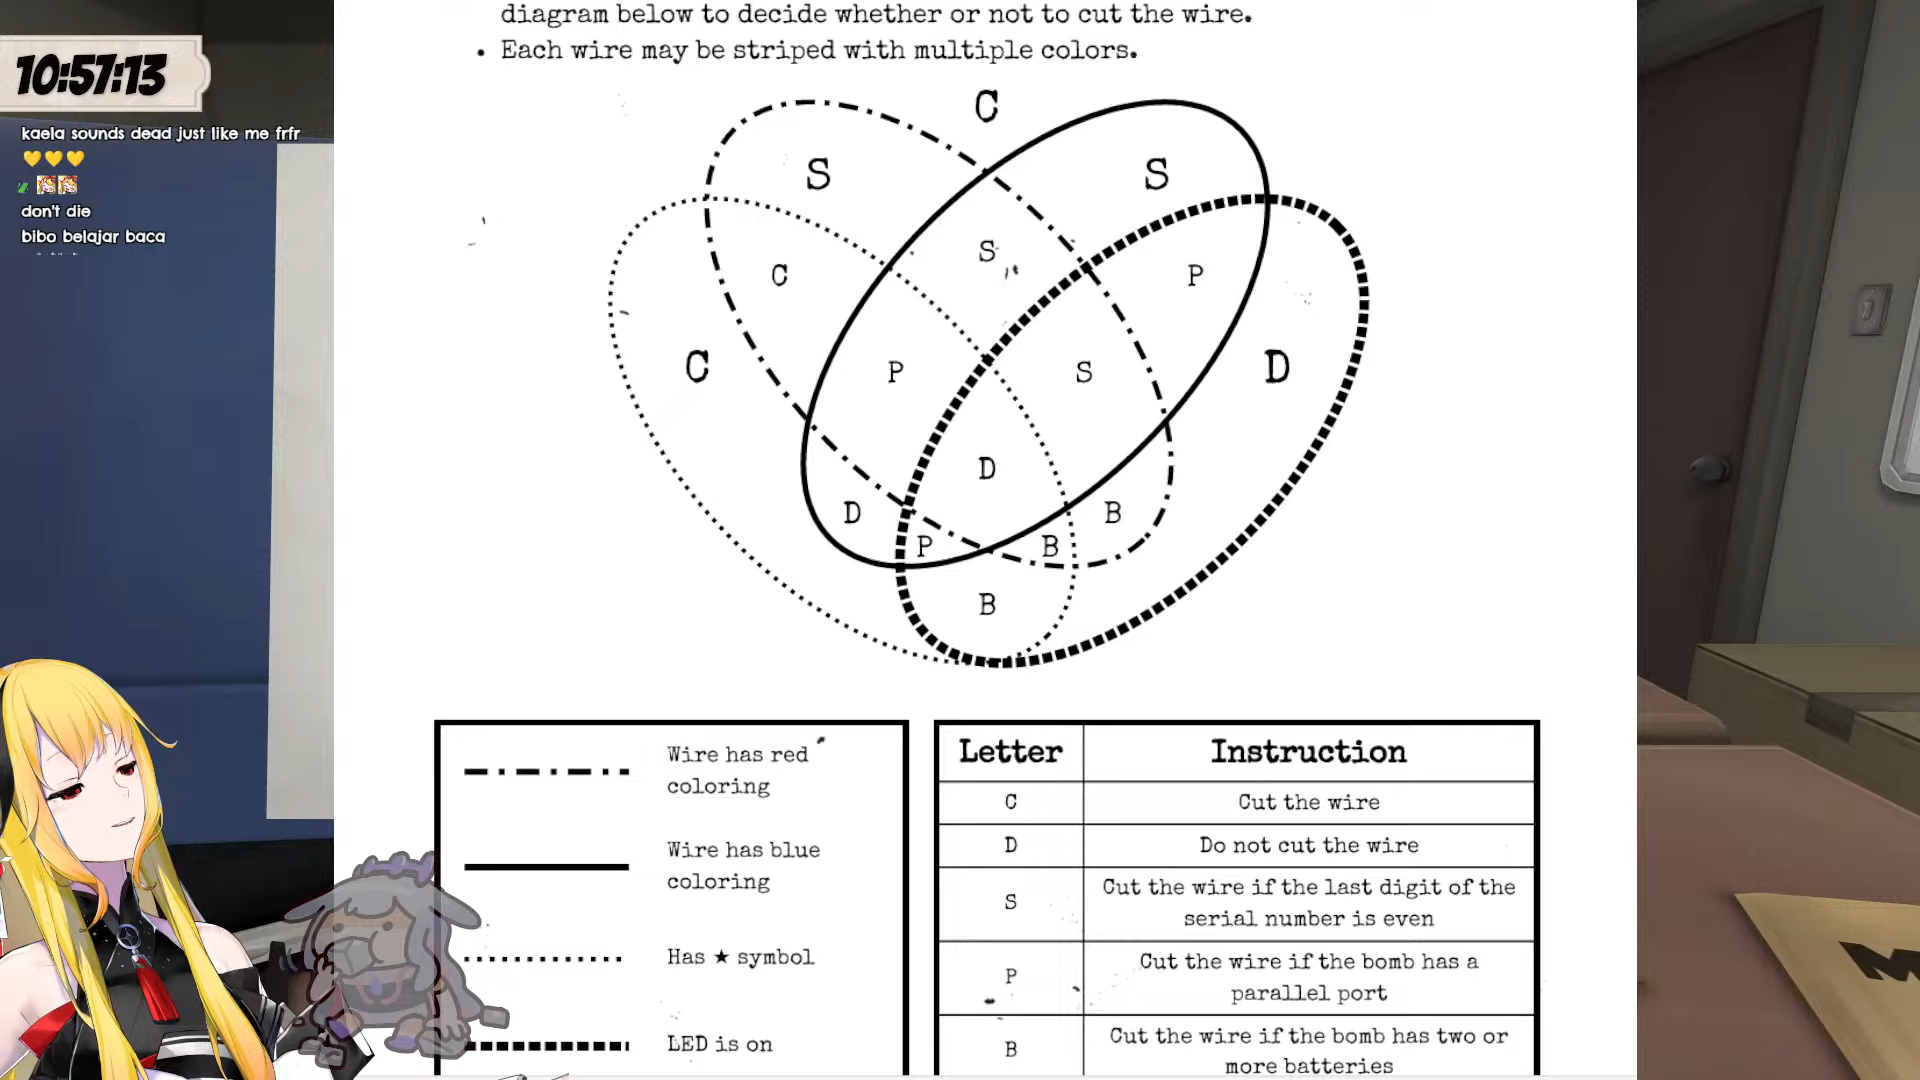 diagram below to decide whether or not to cut the wire.
• Each wire may be striped with multiple colors.
10:57:13
kaela sounds dead just like me frfr
don't die
bibo belajar baca
C
S
S
S
C
P
C
P
S
D
D
D
B
P
B
B
Wire has red
coloring
Wire has blue
coloring
Has ★ symbol
LED is on
Letter Instruction
C Cut the wire
D Do not cut the wire
S Cut the wire if the last digit of the
serial number is even
P Cut the wire if the bomb has a
parallel port
B Cut the wire if the bomb has two or
more batteries